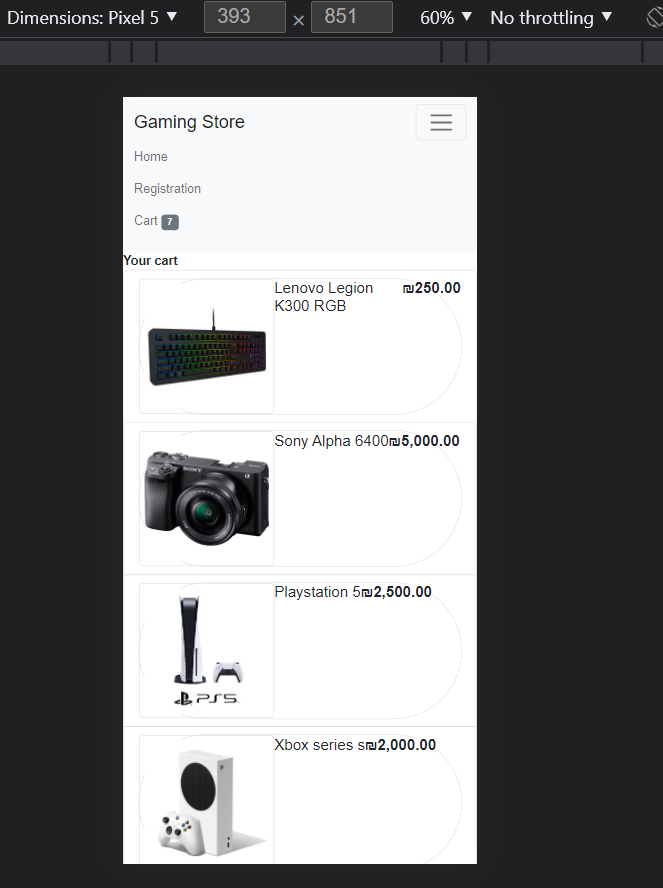 Dimensions: Pixel 5 ▼ 393 × 851 60% ▼ No throttling ▼
Gaming Store
Home
Registration
Cart 7
Your cart
Lenovo Legion ₪250.00
K300 RGB
Sony Alpha 6400₪5,000.00
SONY
α
Playstation 5₪2,500.00
PS5
Xbox series s₪2,000.00